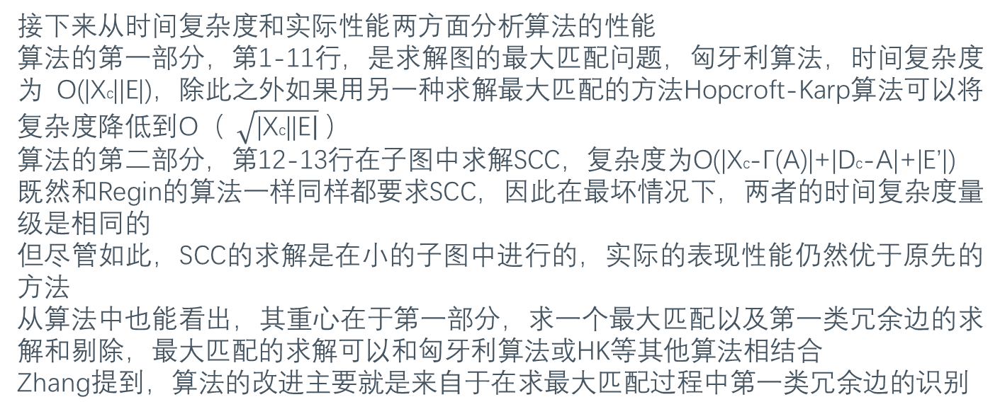 接下来从时间复杂度和实际性能两方面分析算法的性能
算法的第一部分，第1-11行，是求解图的最大匹配问题，匈牙利算法，时间复杂度
为 O(|Xc||E|)，除此之外如果用另一种求解最大匹配的方法Hopcroft-Karp算法可以将
复杂度降低到O（ √|Xc||E| ）
算法的第二部分，第12-13行在子图中求解SCC，复杂度为O(|Xc-Γ(A)|+|Dc-A|+|E’|)
既然和Regin的算法一样同样都要求SCC，因此在最坏情况下，两者的时间复杂度量
级是相同的
但尽管如此，SCC的求解是在小的子图中进行的，实际的表现性能仍然优于原先的
方法
从算法中也能看出，其重心在于第一部分，求一个最大匹配以及第一类冗余边的求
解和剔除，最大匹配的求解可以和匈牙利算法或HK等其他算法相结合
Zhang提到，算法的改进主要就是来自于在求最大匹配过程中第一类冗余边的识别